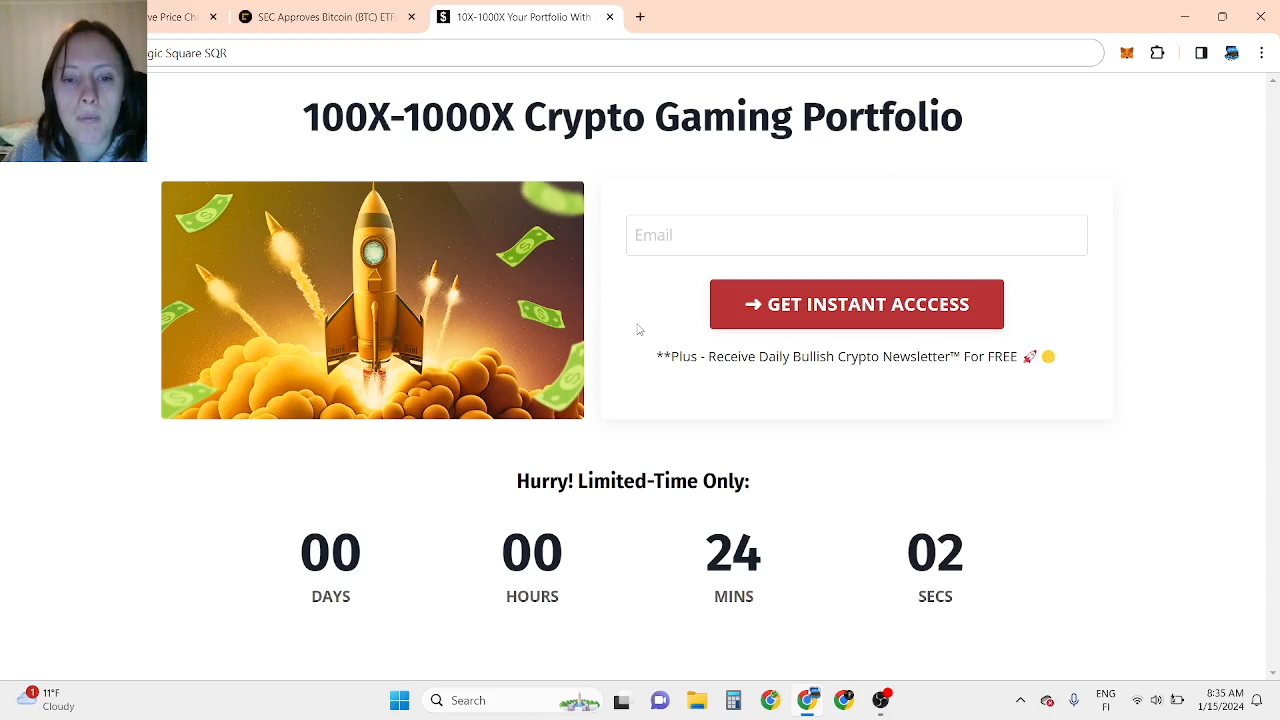 ve Price Ch
SEC Approves Bitcoin (BTC) ETFs
10X-1000X Your Portfolio With
gic Square SQR
100X-1000X Crypto Gaming Portfolio
Email
➜ GET INSTANT ACCCESS
**Plus - Receive Daily Bullish Crypto Newsletter™ For FREE 🚀 🟡
Hurry! Limited-Time Only:
00 00 24 02
DAYS HOURS MINS SECS
1
11°F
Cloudy
Search
ENG
FI
8:35 AM
1/15/2024